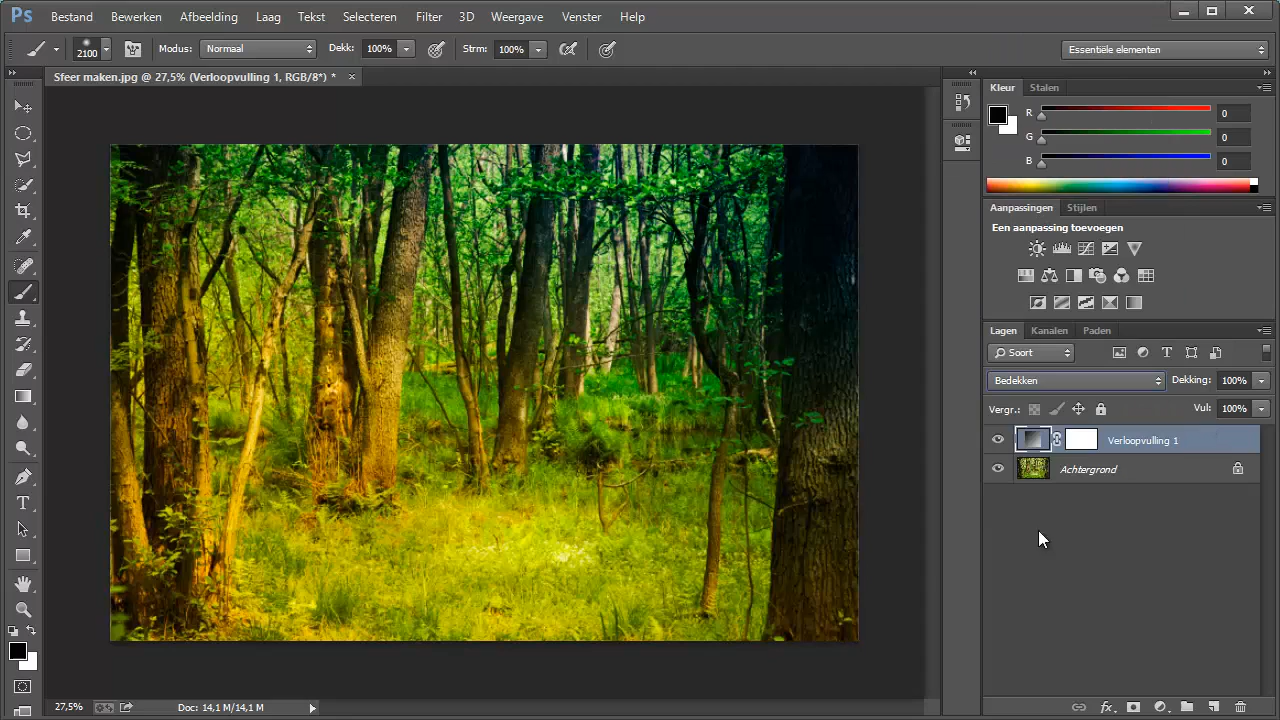 Ps Bestand Bewerken Afbeelding Laag Tekst Selecteren Filter 3D Weergave Venster Help
2100 Modus: Normaal Dekk: 100% Strm: 100% Essentiële elementen
Sfeer maken.jpg @ 27,5% (Verloopvulling 1, RGB/8*) * ×
Kleur Stalen
R 0
G 0
B 0
Aanpassingen Stijlen
Een aanpassing toevoegen
Lagen Kanalen Paden
Soort
Bedekken Dekking: 100%
Vergr.: Vul: 100%
Verloopvulling 1
Achtergrond
27,5% Doc: 14,1 M/14,1 M